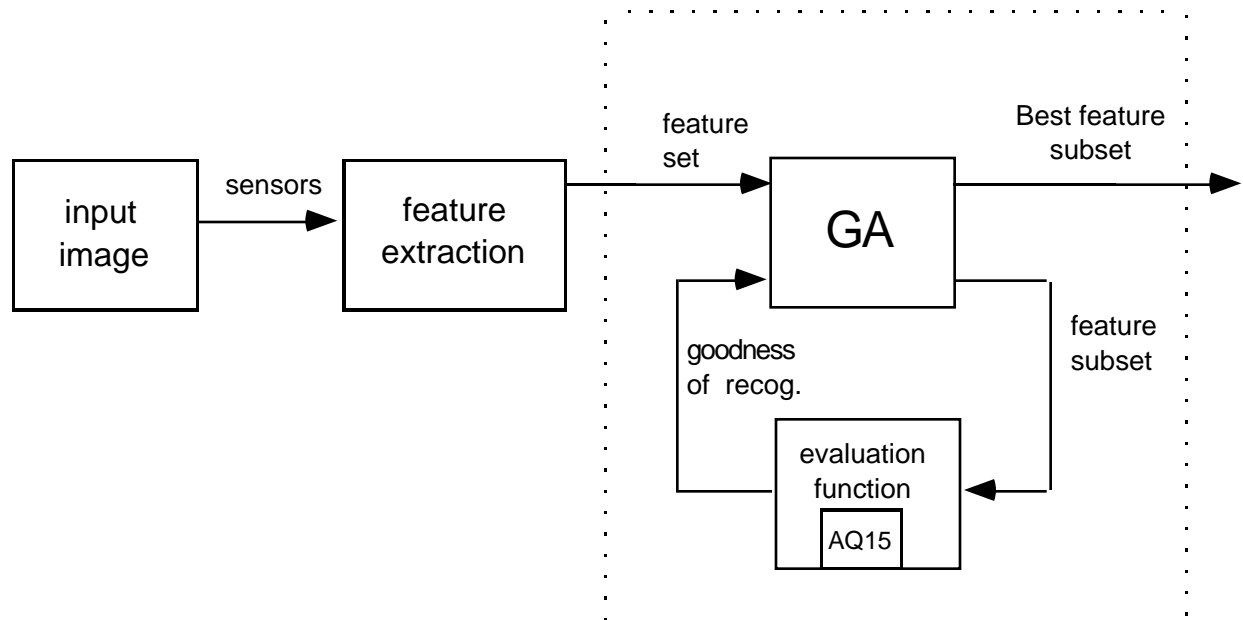 input
image
sensors
feature
extraction
feature
set
GA
Best feature
subset
feature
subset
goodness
of recog.
evaluation
function
AQ15